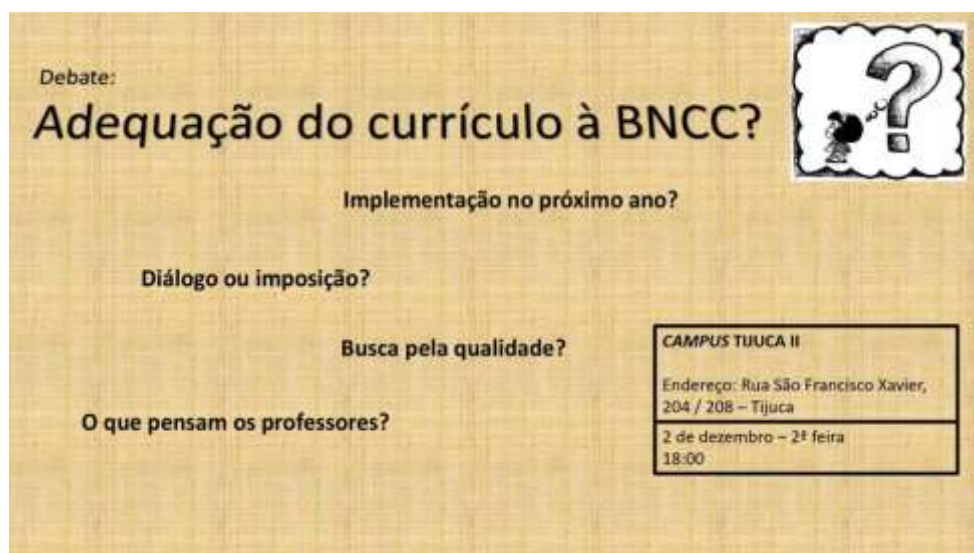 Debate:
Adequação do currículo à BNCC?
Implementação no próximo ano?
Diálogo ou imposição?
Busca pela qualidade?
O que pensam os professores?
CAMPUS TIJUCA II
Endereço: Rua São Francisco Xavier,
204 / 208 – Tijuca
2 de dezembro – 2ª feira
18:00